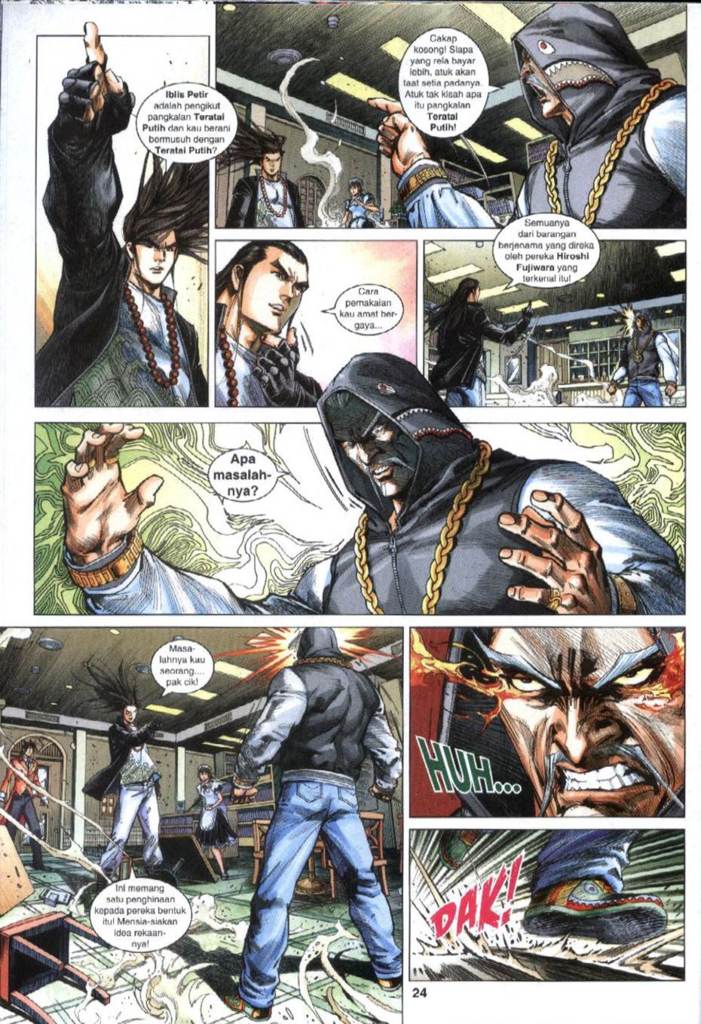 Iblis Petir
adalah pengikut
pangkalan Teratai
Putih dan kau berani
bermusuh dengan
Teratai Putih?
Cakap
kosong! Siapa
yang rela bayar
lebih, atuk akan
taat setia padanya.
Atuk tak kisah apa
itu pangkalan
Teratai
Putih!
Cara
pemakaian
kau amat ber-
gaya...
Semuanya
dari barangan
berjenama yang direka
oleh pereka Hiroshi
Fujiwara yang
terkenal itu!
Apa
masalah-
nya?
Masa-
lahnya kau
seorang....
pak cik!
Ini memang
satu penghinaan
kepada pereka bentuk
itu! Mensia-siakan
idea rekaan-
nya!
HUH...
DAK!
24